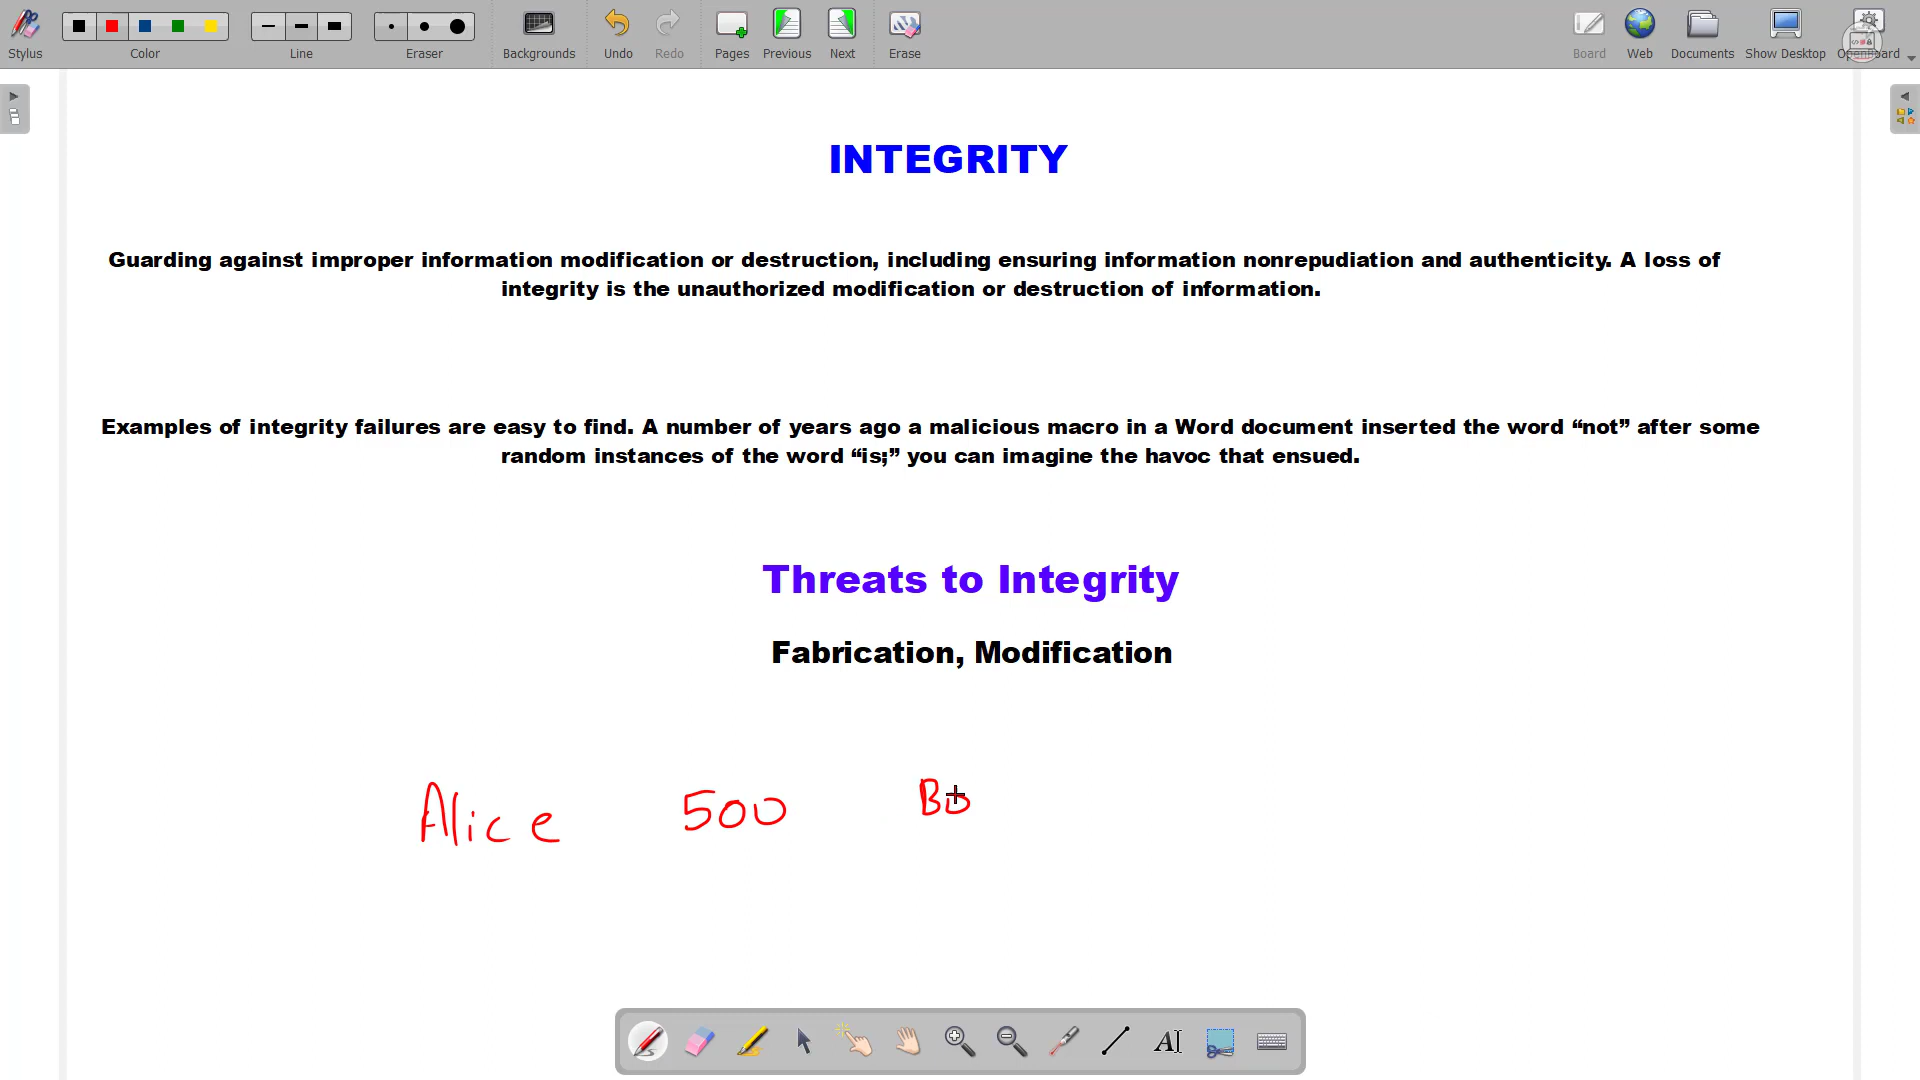 Stylus Color Line Eraser Backgrounds Undo Redo Pages Previous Next Erase Board Web Documents Show Desktop OpenBoard
INTEGRITY
Guarding against improper information modification or destruction, including ensuring information nonrepudiation and authenticity. A loss of
integrity is the unauthorized modification or destruction of information.
Examples of integrity failures are easy to find. A number of years ago a malicious macro in a Word document inserted the word “not” after some
random instances of the word “is;” you can imagine the havoc that ensued.
Threats to Integrity
Fabrication, Modification
Alice 500 Bo